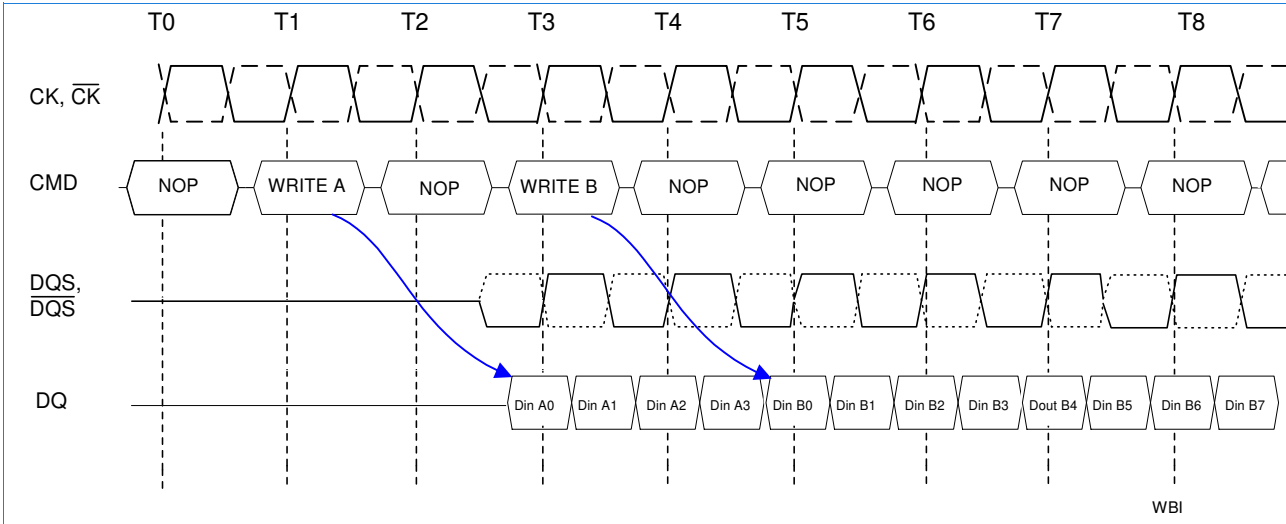 T0 T1 T2 T3 T4 T5 T6 T7 T8
CK, C̅K̅
CMD NOP WRITE A NOP WRITE B NOP NOP NOP NOP NOP
DQS,
D̅Q̅S̅
DQ Din A0 Din A1 Din A2 Din A3 Din B0 Din B1 Din B2 Din B3 Dout B4 Din B5 Din B6 Din B7
WBI